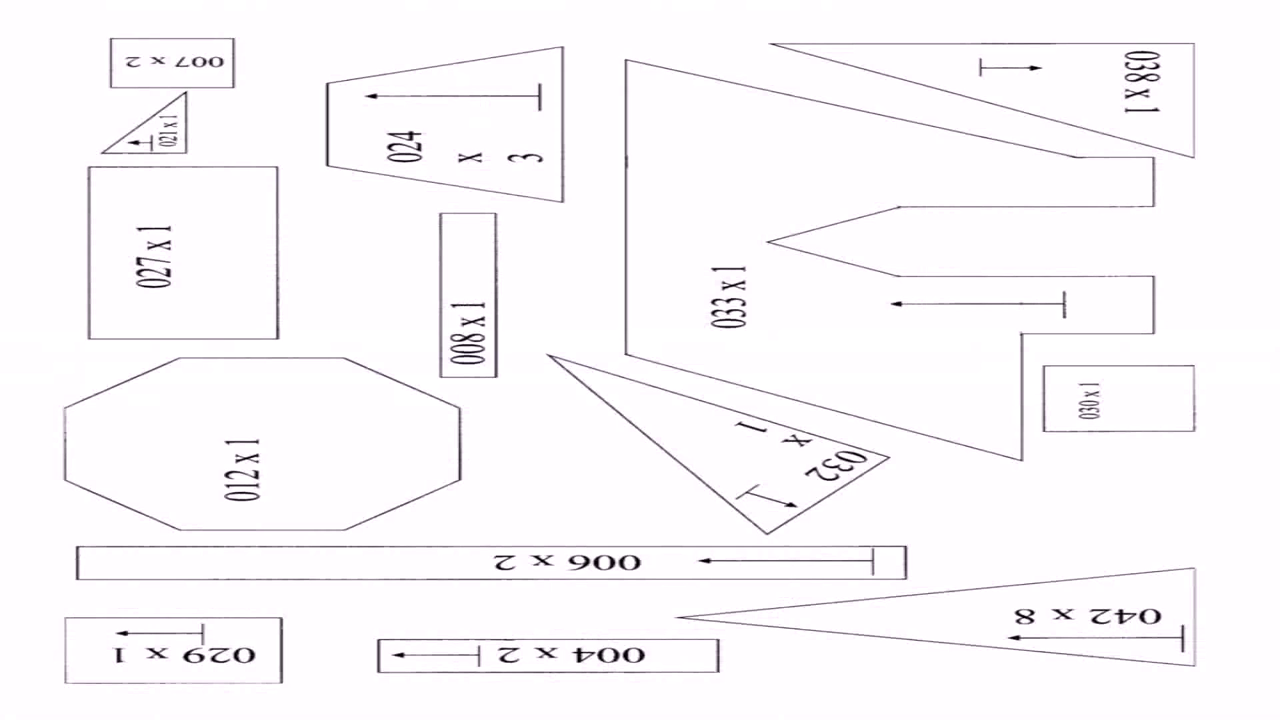 007 x 2
038 x 1
021 x 1
024
x
3
027 x 1
033 x 1
008 x 1
030 x 1
032
x
1
012 x 1
006 x 2
042 x 8
029 x 1
004 x 2